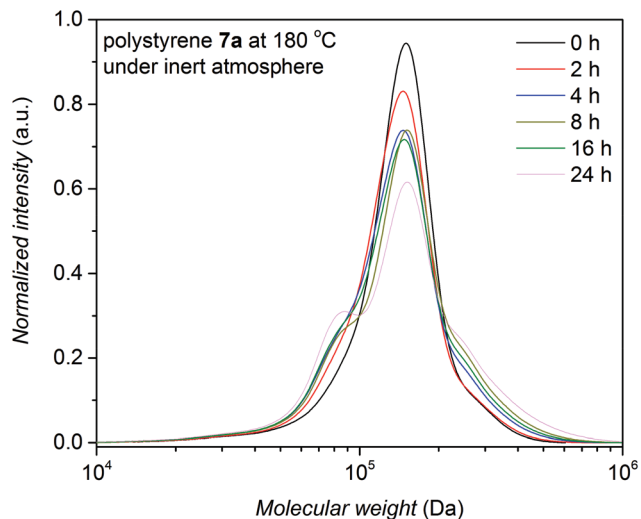 polystyrene 7a at 180 °C
under inert atmosphere
0 h
2 h
4 h
8 h
16 h
24 h
Normalized intensity (a.u.)
1.0
0.8
0.6
0.4
0.2
0.0
10⁴
10⁵
10⁶
Molecular weight (Da)